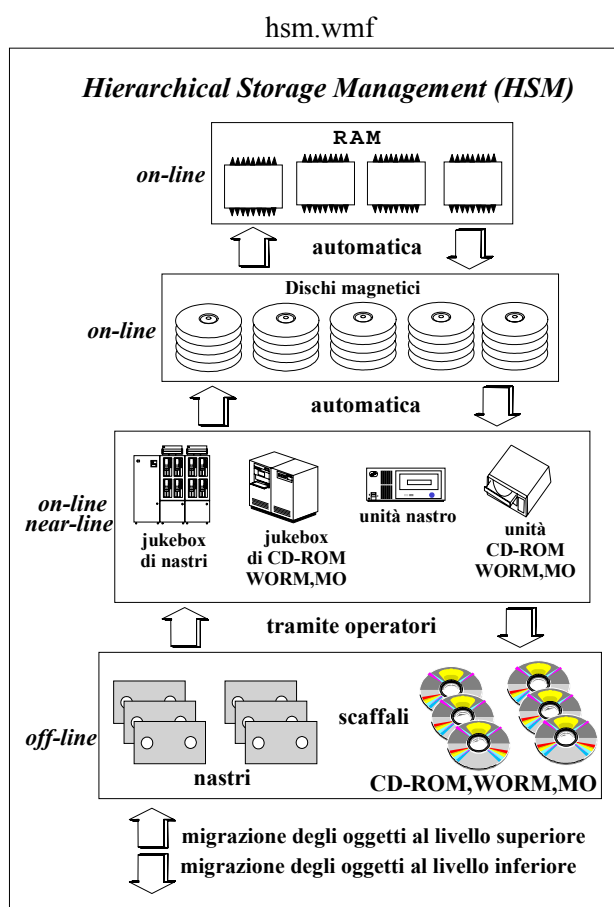 hsm.wmf
Hierarchical Storage Management (HSM)
RAM
on-line
automatica
Dischi magnetici
on-line
automatica
on-line
near-line
jukebox
di nastri
jukebox
di CD-ROM
WORM,MO
unità nastro
unità
CD-ROM
WORM,MO
tramite operatori
off-line
scaffali
nastri
CD-ROM,WORM,MO
migrazione degli oggetti al livello superiore
migrazione degli oggetti al livello inferiore